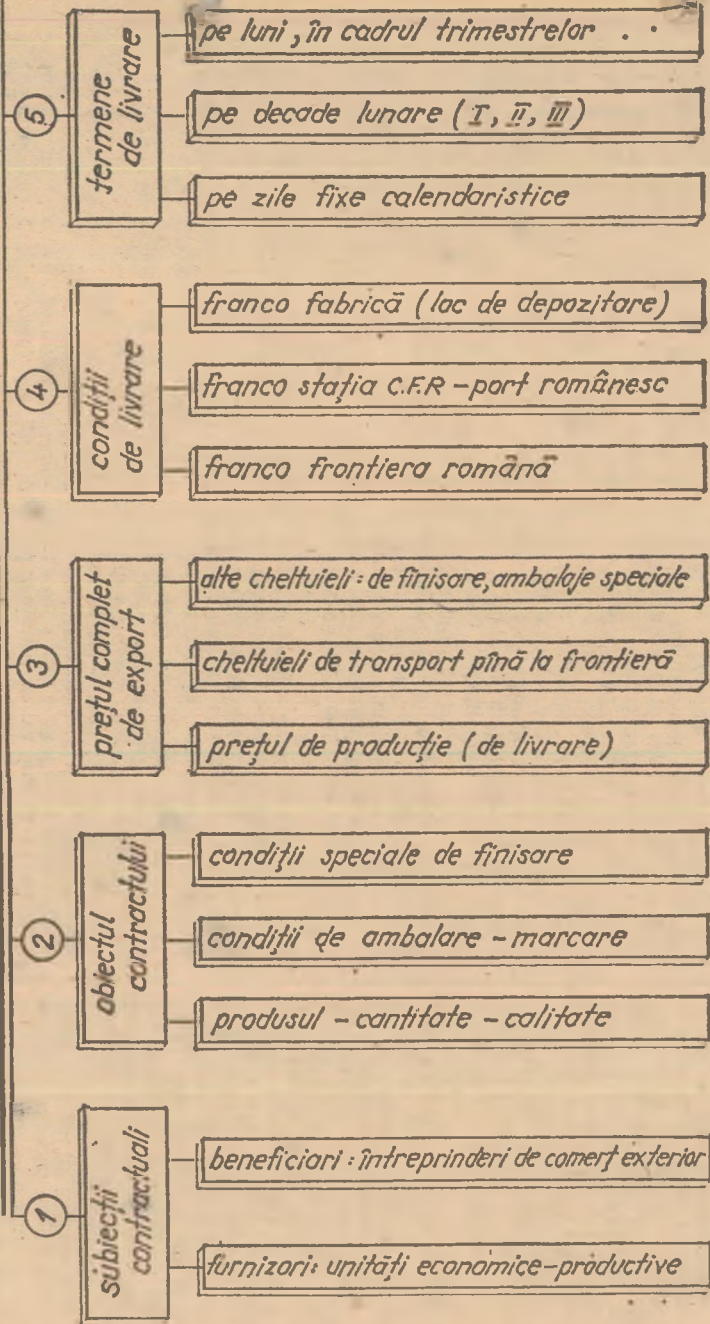 5
termene
de livrare
pe luni, în cadrul trimestrelor . .
pe decade lunare (I, II, III)
pe zile fixe calendaristice
4
condiții
de livrare
franco fabrică (loc de depozitare)
franco stația C.F.R - port românesc
franco frontiera română
3
prețul complet
de export
alte cheltuieli: de finisare, ambalaje speciale
cheltuieli de transport pînă la frontieră
prețul de producție (de livrare)
2
obiectul
contractului
condiții speciale de finisare
condiții de ambalare - marcare
produsul - cantitate - calitate
1
subiecții
contractuali
beneficiari: întreprinderi de comerț exterior
furnizori: unități economice-productive